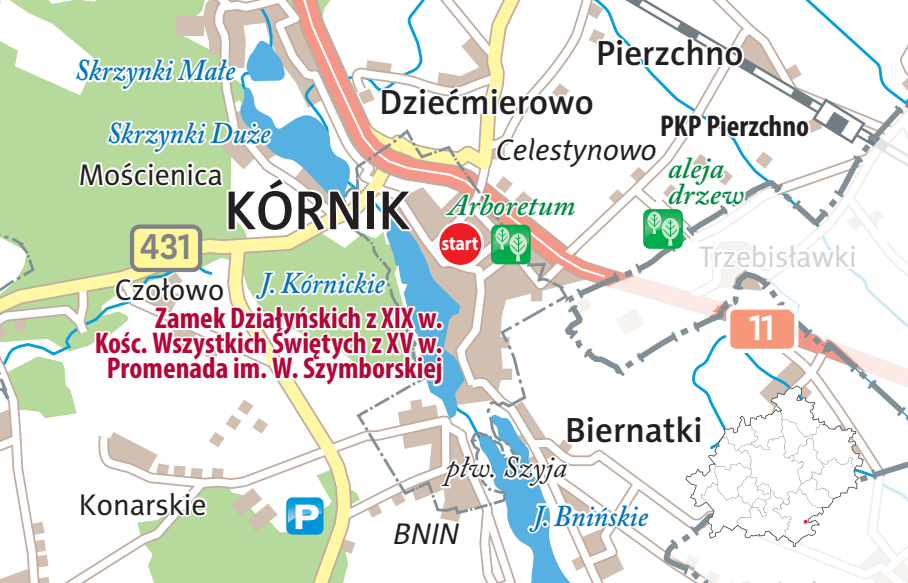 Pierzchno
Skrzynki Małe
Dziećmierowo
PKP Pierzchno
Skrzynki Duże
Celestynowo
aleja
drzew
Mościenica
KÓRNIK
Arboretum
431
start
Trzebisławki
Czołowo
J. Kórnickie
Zamek Działyńskich z XIX w.
Kośc. Wszystkich Świętych z XV w.
Promenada im. W. Szymborskiej
11
Biernatki
płw. Szyja
Konarskie
P
J. Bnińskie
BNIN